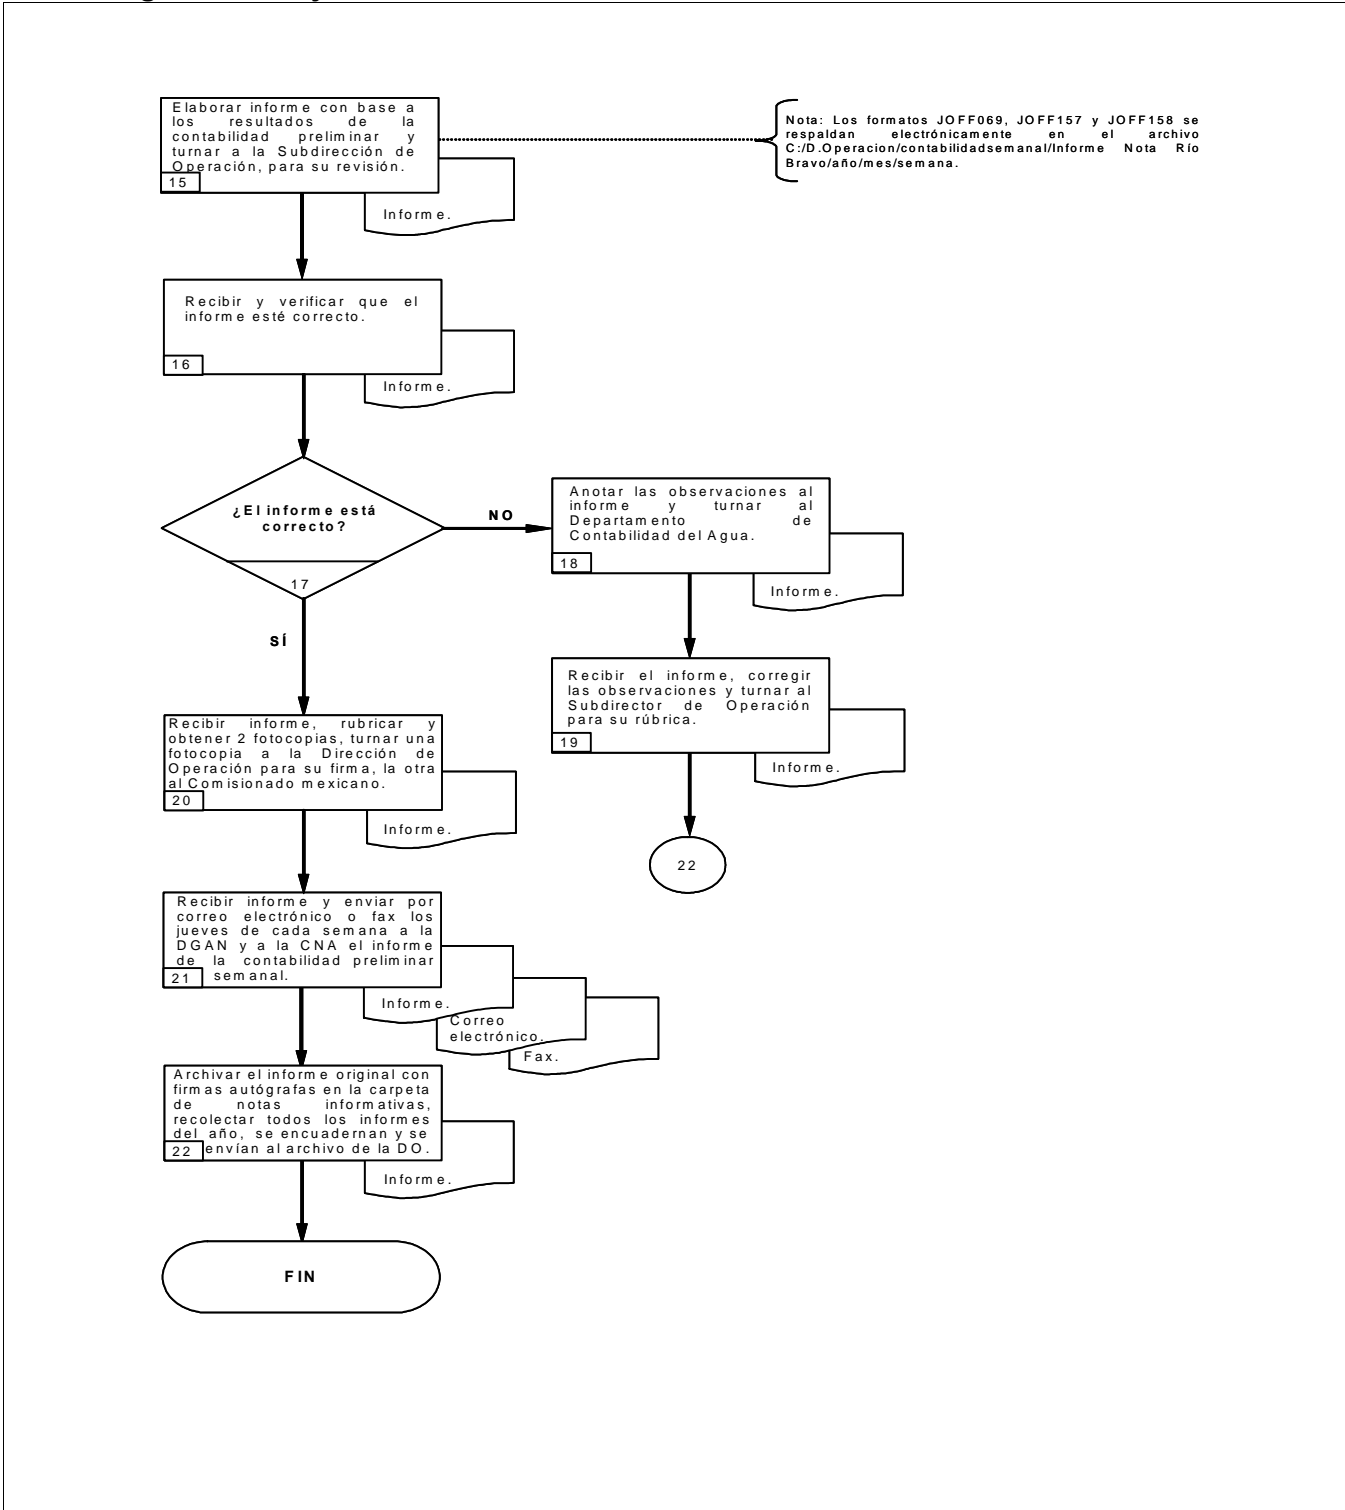 Elaborar informe con base a
los resultados de la
contabilidad preliminar y
turnar a la Subdirección de
Operación, para su revisión.
15
Informe.
Nota: Los formatos JOFF069, JOFF157 y JOFF158 se
respaldan electrónicamente en el archivo
C:/D.Operacion/contabilidadsemanal/Informe Nota Río
Bravo/año/mes/semana.
Recibir y verificar que el
informe esté correcto.
16
Informe.
¿El informe está
correcto?
17
NO
SÍ
Anotar las observaciones al
informe y turnar al
Departamento de
Contabilidad del Agua.
18
Informe.
Recibir el informe, corregir
las observaciones y turnar al
Subdirector de Operación
para su rúbrica.
19
Informe.
22
Recibir informe, rubricar y
obtener 2 fotocopias, turnar una
fotocopia a la Dirección de
Operación para su firma, la otra
al Comisionado mexicano.
20
Informe.
Recibir informe y enviar por
correo electrónico o fax los
jueves de cada semana a la
DGAN y a la CNA el informe
de la contabilidad preliminar
semanal.
21
Informe.
Correo
electrónico.
Fax.
Archivar el informe original con
firmas autógrafas en la carpeta
de notas informativas,
recolectar todos los informes
del año, se encuadernan y se
envían al archivo de la DO.
22
Informe.
FIN